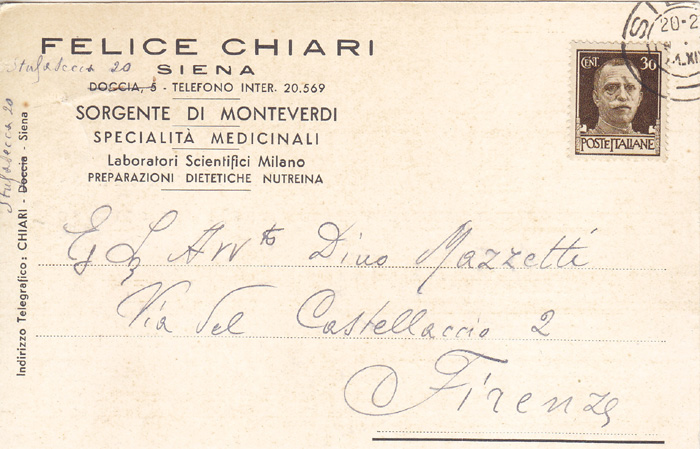 FELICE CHIARI
SIENA
Stufasecca 20
DOCCIA, 5 - TELEFONO INTER. 20.569
SORGENTE DI MONTEVERDI
SPECIALITÀ MEDICINALI
Laboratori Scientifici Milano
PREPARAZIONI DIETETICHE NUTREINA
Indirizzo Telegrafico: CHIARI - Doccia - Siena
Stufasecca 20
CENT. 30
POSTE ITALIANE
20-2
Avv to Dino Mazzetti
Via del Castellaccio 2
Firenze